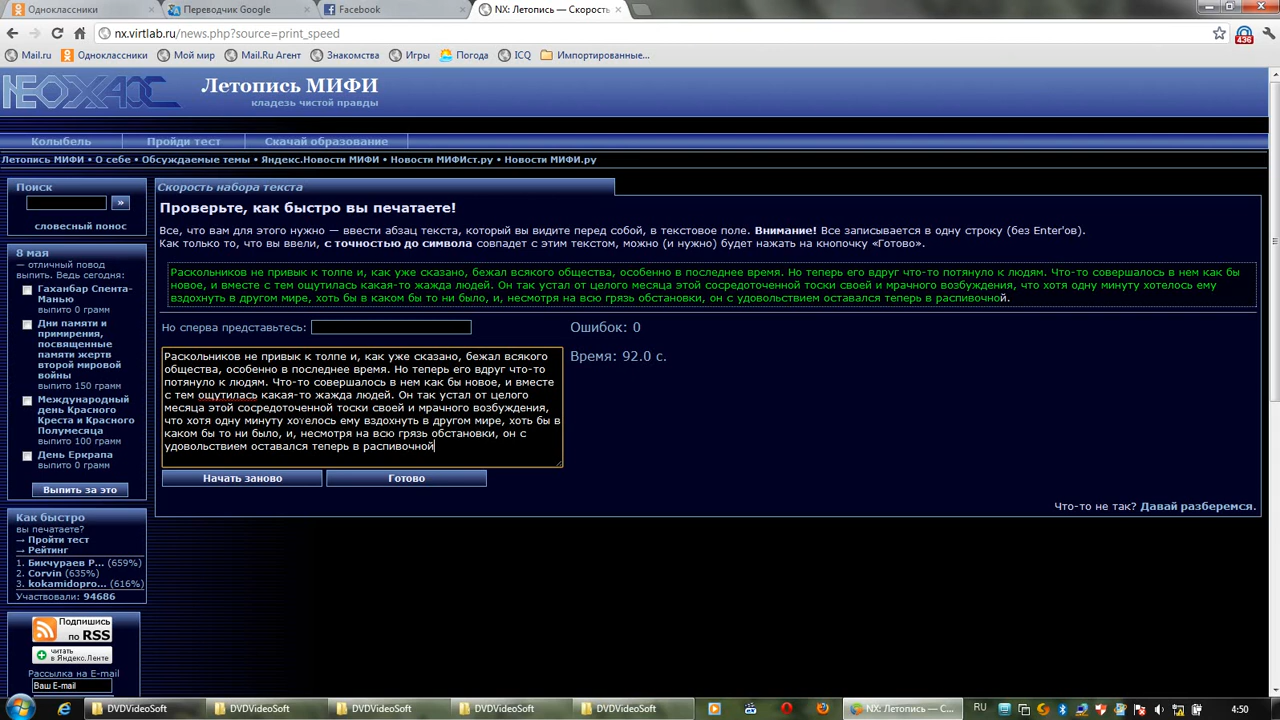 Одноклассники
Переводчик Google
Facebook
NX: Летопись — Скорость
nx.virtlab.ru/news.php?source=print_speed
436
Mail.ru
Одноклассники
Мой мир
Mail.Ru Агент
Знакомства
Игры
Погода
ICQ
Импортированные...
NEOХАОС
Летопись МИФИ
кладезь чистой правды
Колыбель
Пройди тест
Скачай образование
Летопись МИФИ • О себе • Обсуждаемые темы • Яндекс.Новости МИФИ • Новости МИФИст.ру • Новости МИФИ.ру
Поиск
»
словесный понос
8 мая
— отличный повод
выпить. Ведь сегодня:
Гаханбар Спента-
Манью
выпито 0 грамм
Дни памяти и
примирения,
посвященные
памяти жертв
второй мировой
войны
выпито 150 грамм
Международный
день Красного
Креста и Красного
Полумесяца
выпито 100 грамм
День Еркрапа
выпито 0 грамм
Выпить за это
Как быстро
вы печатаете?
→ Пройти тест
→ Рейтинг
1. Бикчураев Р... (659%)
2. Corvin (635%)
3. kokamidopro... (616%)
Участвовали: 94686
Подпишись
по RSS
читать
в Яндекс.Ленте
Рассылка на E-mail
Ваш E-mail
Скорость набора текста
Проверьте, как быстро вы печатаете!
Все, что вам для этого нужно — ввести абзац текста, который вы видите перед собой, в текстовое поле. Внимание! Все записывается в одну строку (без Enter'ов).
Как только то, что вы ввели, с точностью до символа совпадет с этим текстом, можно (и нужно) будет нажать на кнопочку «Готово».
Раскольников не привык к толпе и, как уже сказано, бежал всякого общества, особенно в последнее время. Но теперь его вдруг что-то потянуло к людям. Что-то совершалось в нем как бы
новое, и вместе с тем ощутилась какая-то жажда людей. Он так устал от целого месяца этой сосредоточенной тоски своей и мрачного возбуждения, что хотя одну минуту хотелось ему
вздохнуть в другом мире, хоть бы в каком бы то ни было, и, несмотря на всю грязь обстановки, он с удовольствием оставался теперь в распивочной.
Но сперва представьтесь:
Ошибок: 0
Время: 92.0 с.
Раскольников не привык к толпе и, как уже сказано, бежал всякого
общества, особенно в последнее время. Но теперь его вдруг что-то
потянуло к людям. Что-то совершалось в нем как бы новое, и вместе
с тем ощутилась какая-то жажда людей. Он так устал от целого
месяца этой сосредоточенной тоски своей и мрачного возбуждения,
что хотя одну минуту хотелось ему вздохнуть в другом мире, хоть бы в
каком бы то ни было, и, несмотря на всю грязь обстановки, он с
удовольствием оставался теперь в распивочной
Начать заново
Готово
Что-то не так? Давай разберемся.
DVDVideoSoft
DVDVideoSoft
DVDVideoSoft
DVDVideoSoft
DVDVideoSoft
NX: Летопись — С...
RU
4:50